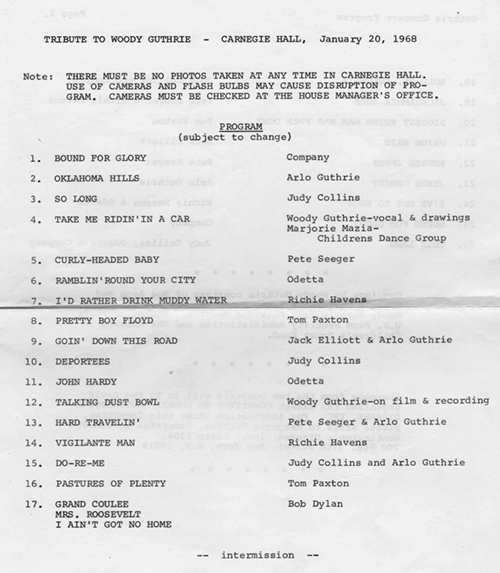 TRIBUTE TO WOODY GUTHRIE - CARNEGIE HALL, January 20, 1968
Note: THERE MUST BE NO PHOTOS TAKEN AT ANY TIME IN CARNEGIE HALL.
USE OF CAMERAS AND FLASH BULBS MAY CAUSE DISRUPTION OF PRO-
GRAM. CAMERAS MUST BE CHECKED AT THE HOUSE MANAGER'S OFFICE.
PROGRAM
(subject to change)
1. BOUND FOR GLORY Company
2. OKLAHOMA HILLS Arlo Guthrie
3. SO LONG Judy Collins
4. TAKE ME RIDIN'IN A CAR Woody Guthrie-vocal & drawings
Marjorie Mazia-
Childrens Dance Group
5. CURLY-HEADED BABY Pete Seeger
6. RAMBLIN'ROUND YOUR CITY Odetta
7. I'D RATHER DRINK MUDDY WATER Richie Havens
8. PRETTY BOY FLOYD Tom Paxton
9. GOIN' DOWN THIS ROAD Jack Elliott & Arlo Guthrie
10. DEPORTEES Judy Collins
11. JOHN HARDY Odetta
12. TALKING DUST BOWL Woody Guthrie-on film & recording
13. HARD TRAVELIN' Pete Seeger & Arlo Guthrie
14. VIGILANTE MAN Richie Havens
15. DO-RE-ME Judy Collins and Arlo Guthrie
16. PASTURES OF PLENTY Tom Paxton
17. GRAND COULEE Bob Dylan
MRS. ROOSEVELT
I AIN'T GOT NO HOME
-- intermission --